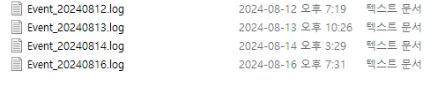 Event_20240812.log 2024-08-12 오후 7:19 텍스트 문서
Event_20240813.log 2024-08-13 오후 10:26 텍스트 문서
Event_20240814.log 2024-08-14 오후 3:29 텍스트 문서
Event_20240816.log 2024-08-16 오후 7:31 텍스트 문서